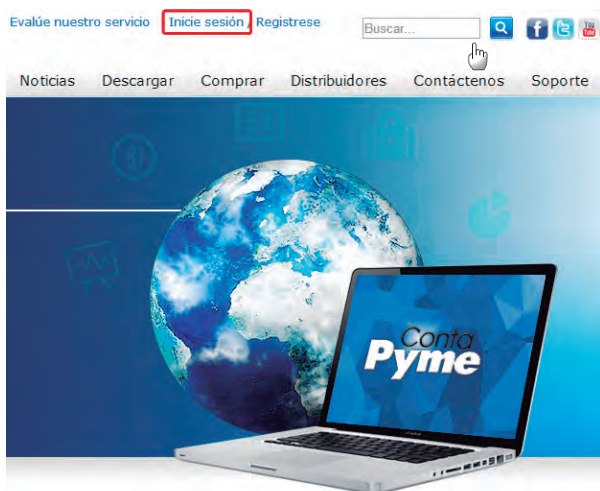 Evalúe nuestro servicio Inicie sesión / Registrese
Buscar...
Noticias Descargar Comprar Distribuidores Contáctenos Soporte
Conta
Pyme